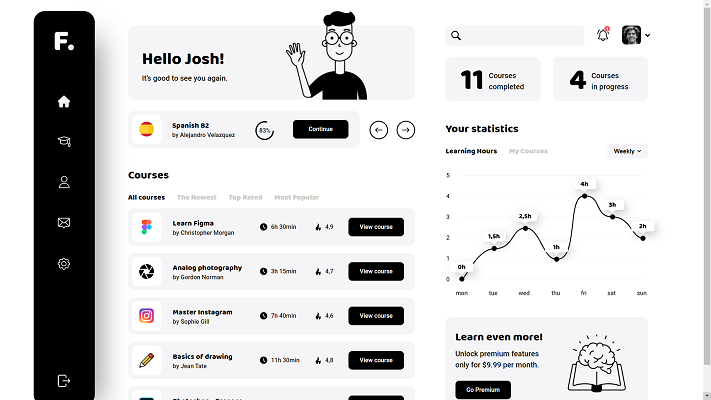 F.
Hello Josh!
It's good to see you again.
Spanish B2
by Alejandro Velazquez
83%
Continue
Courses
All courses The Newest Top Rated Most Popular
Learn Figma
by Christopher Morgan
6h 30min
4,9
View course
Analog photography
by Gordon Norman
3h 15min
4,7
View course
Master Instagram
by Sophie Gill
7h 40min
4,6
View course
Basics of drawing
by Jean Tate
11h 30min
4,8
View course
11
Courses
completed
4
Courses
in progress
Your statistics
Learning Hours My Courses
Weekly
5
4
3
2
1
0
0h
1,5h
2,5h
1h
4h
3h
2h
mon tue wed thu fri sat sun
Learn even more!
Unlock premium features
only for $9.99 per month.
Go Premium